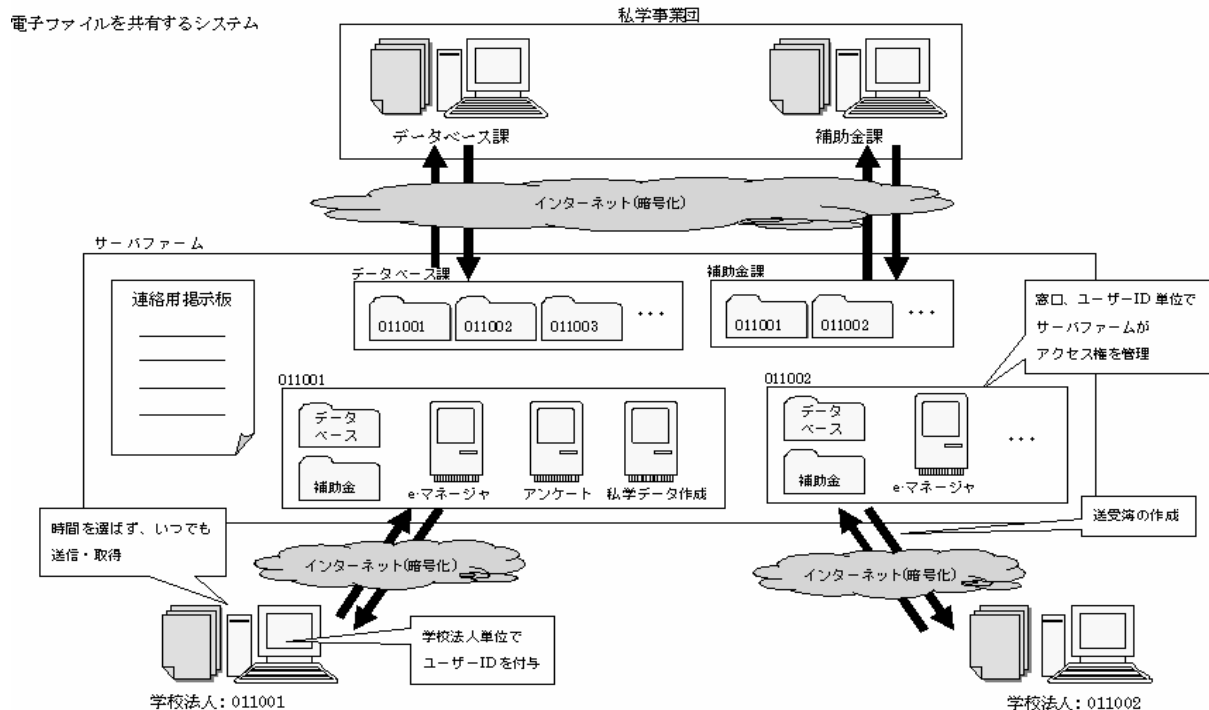 電子ファイルを共有するシステム
私学事業団
データベース課
補助金課
インターネット(暗号化)
サーバファーム
連絡用掲示板
データベース課
011001
011002
011003
･･･
補助金課
011001
011002
･･･
窓口、ユーザーID単位で
サーバファームが
アクセス権を管理
011001
データ
ベース
補助金
e-マネージャ
アンケート
私学データ作成
011002
データ
ベース
補助金
e-マネージャ
･･･
時間を選ばず、いつでも
送信・取得
送受簿の作成
インターネット(暗号化)
インターネット(暗号化)
学校法人単位で
ユーザーIDを付与
学校法人：011001
学校法人：011002